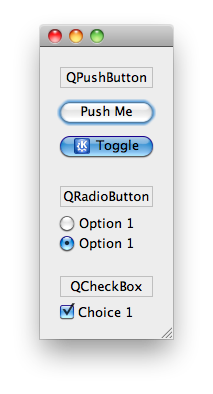 QPushButton
Push Me
Toggle
QRadioButton
Option 1
Option 1
QCheckBox
Choice 1